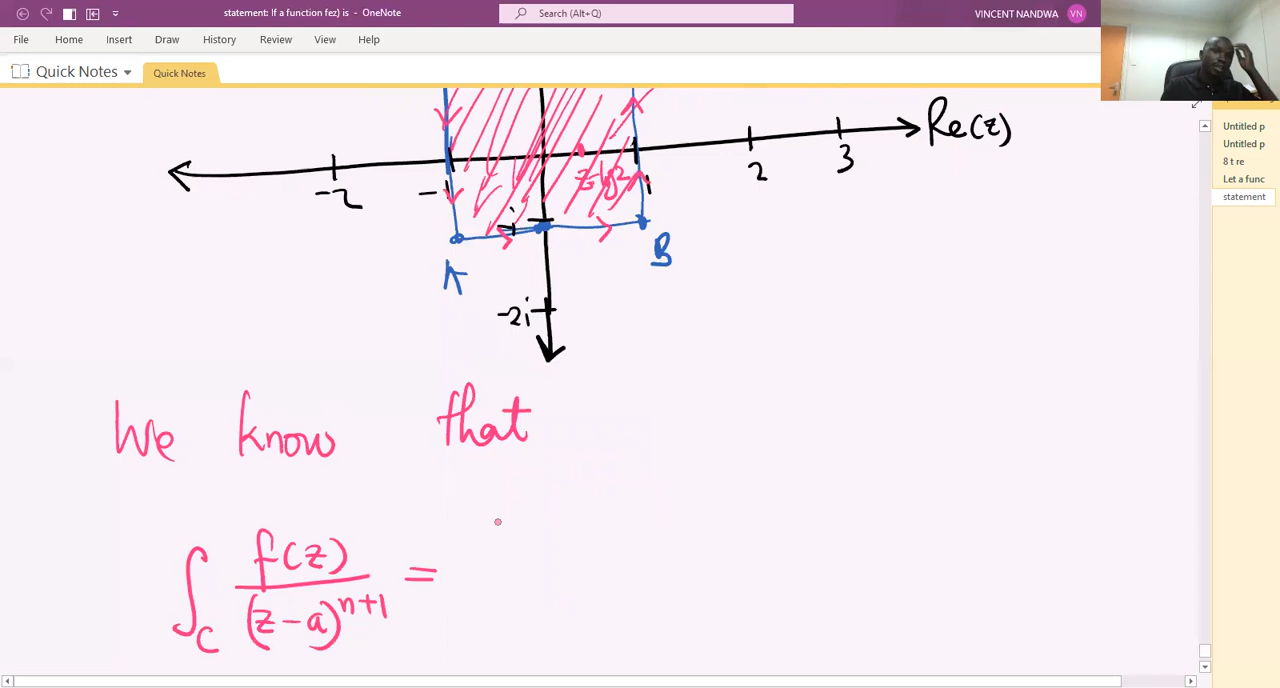 statement: If a function fez) is - OneNote
Search (Alt+Q)
VINCENT NANDWA
VN
File Home Insert Draw History Review View Help
Quick Notes
Quick Notes
Untitled p
Untitled p
8 t re
Let a func
statement
Re(z)
-2
-1
1
2
3
-i
A
B
-2i
We know that
∫_C f(z)/(z-a)^{n+1} =